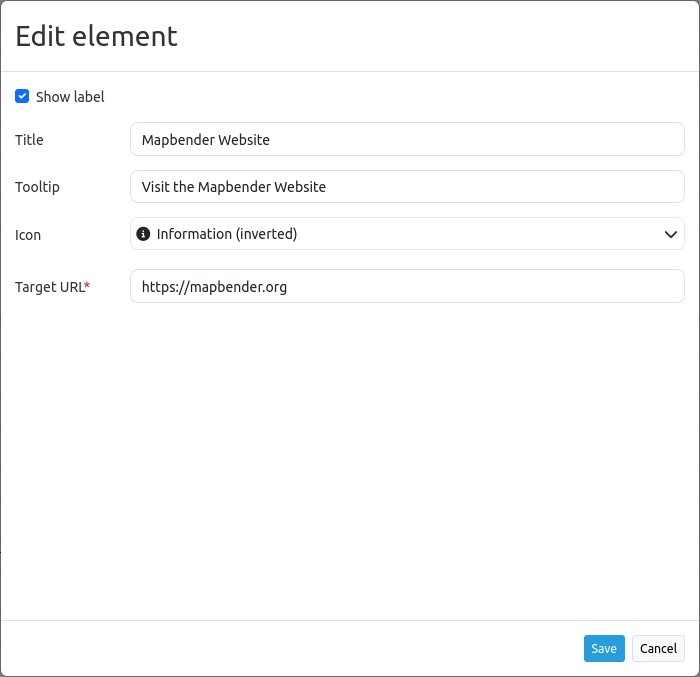 Edit element
Show label
Title
Mapbender Website
Tooltip
Visit the Mapbender Website
Icon
Information (inverted)
Target URL*
https://mapbender.org
Save
Cancel